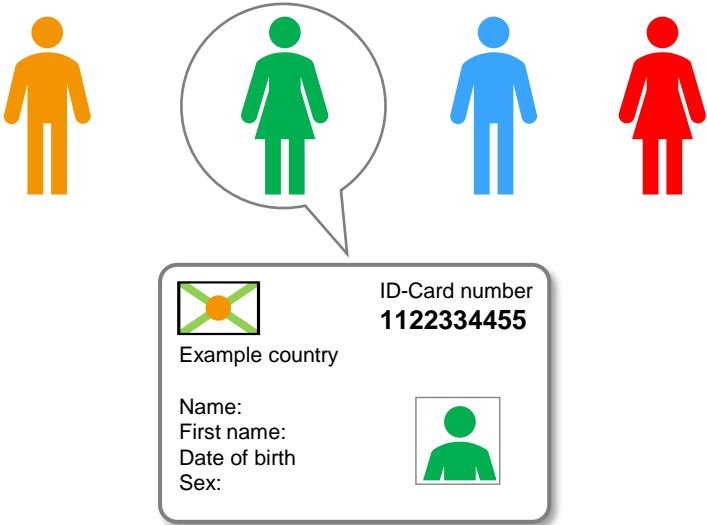 ID-Card number
1122334455
Example country
Name:
First name:
Date of birth
Sex: